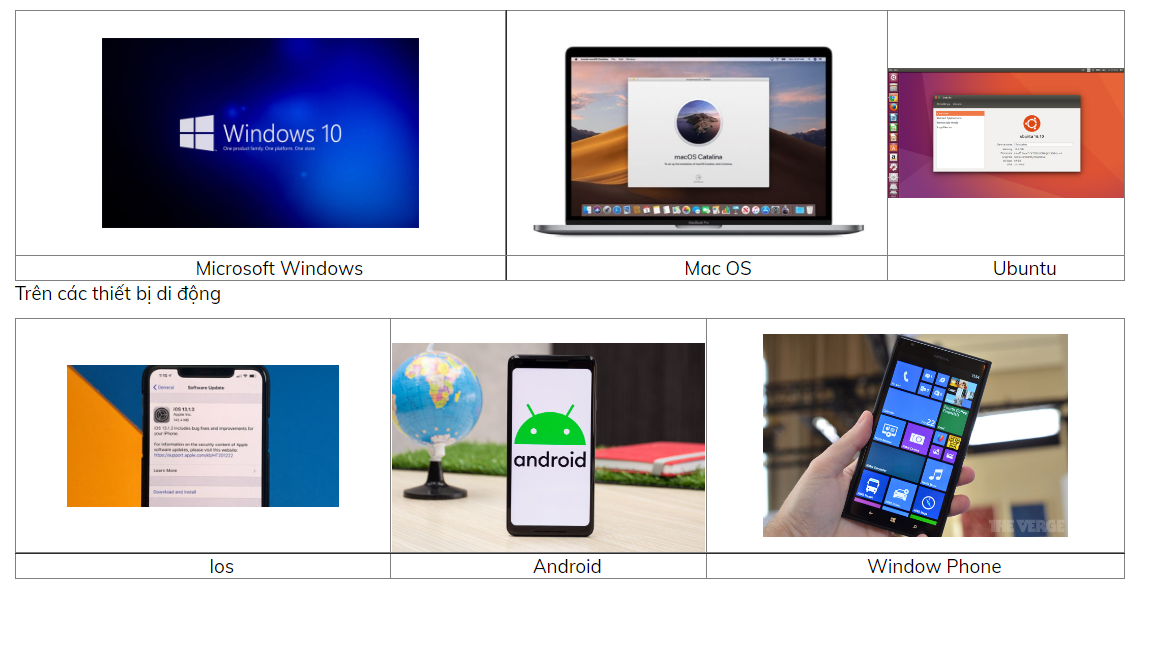 Windows 10
One product family. One platform. One store
macOS Catalina
MacBook Pro
ubuntu 16.10
Microsoft Windows
Mac OS
Ubuntu
Trên các thiết bị di động
General
Software Update
iOS 13.1.3
Apple Inc.
iOS 13.1.3 includes bug fixes and improvements for
your iPhone.
For information on the security content of Apple
software updates, please visit this website:
https://support.apple.com/kb/HT201222
Learn More
Download and Install
android
22
THE VERGE
Ios
Android
Window Phone